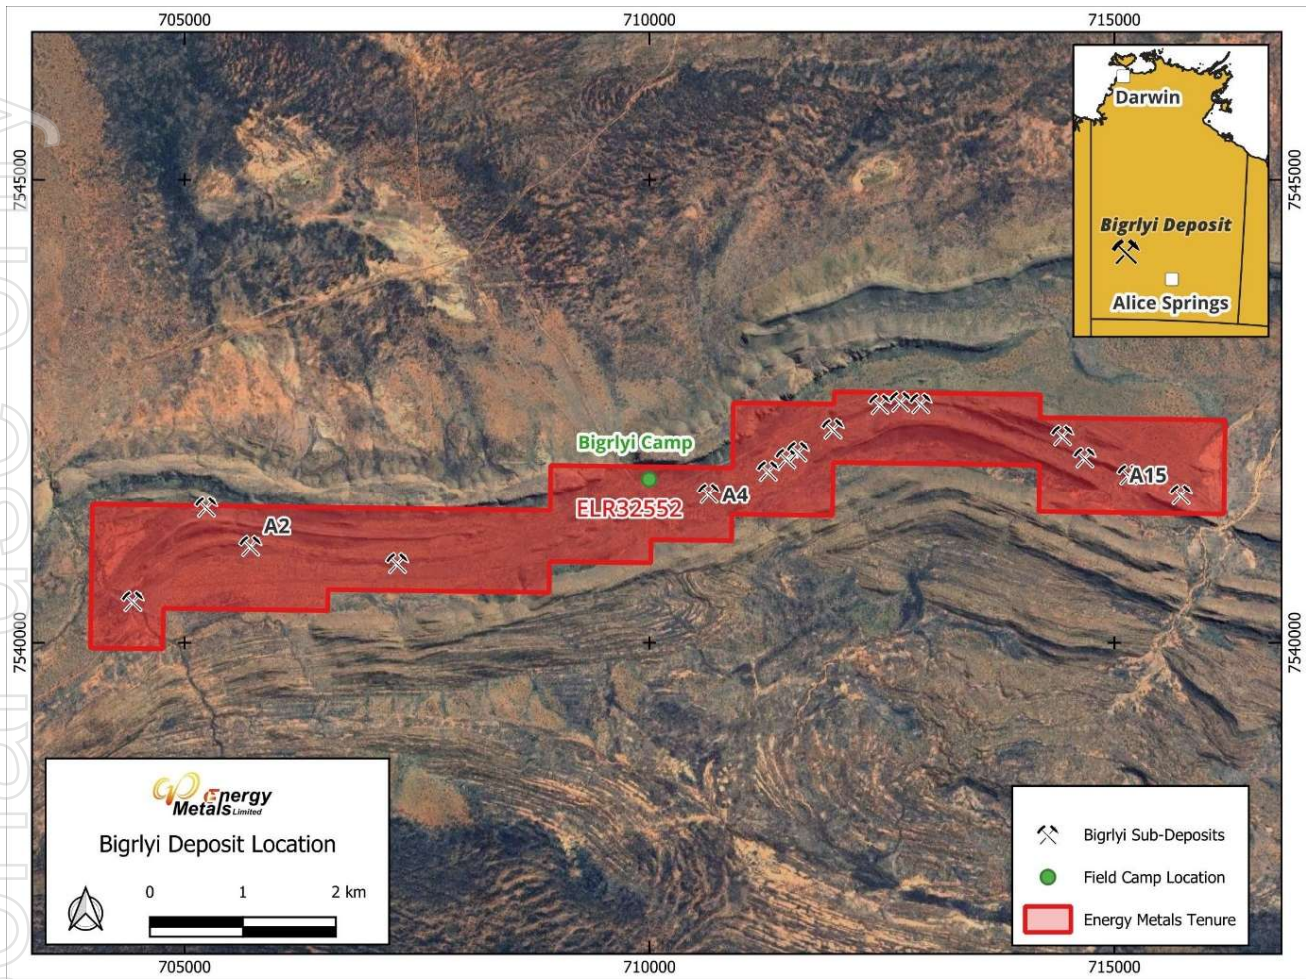 705000
710000
715000
7545000
7545000
Darwin
Bigrlyi Deposit
Alice Springs
Bigrlyi Camp
ELR32552
A4
A2
A15
7540000
7540000
Energy
Metals Limited
Bigrlyi Deposit Location
0 1 2 km
Bigrlyi Sub-Deposits
Field Camp Location
Energy Metals Tenure
705000
710000
715000